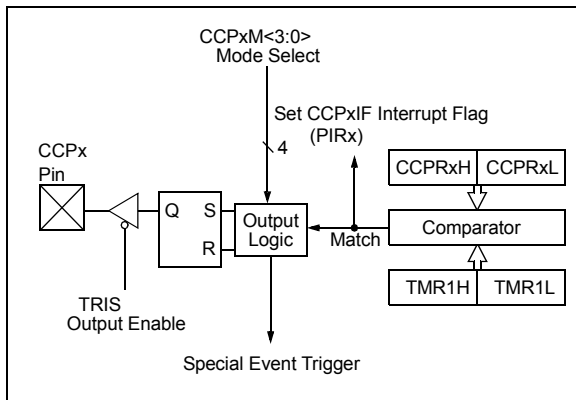 CCPxM<3:0>
Mode Select
Set CCPxIF Interrupt Flag
(PIRx)
4
CCPx
Pin
CCPRxH CCPRxL
Q S
R
Output
Logic
Match
Comparator
TMR1H TMR1L
TRIS
Output Enable
Special Event Trigger